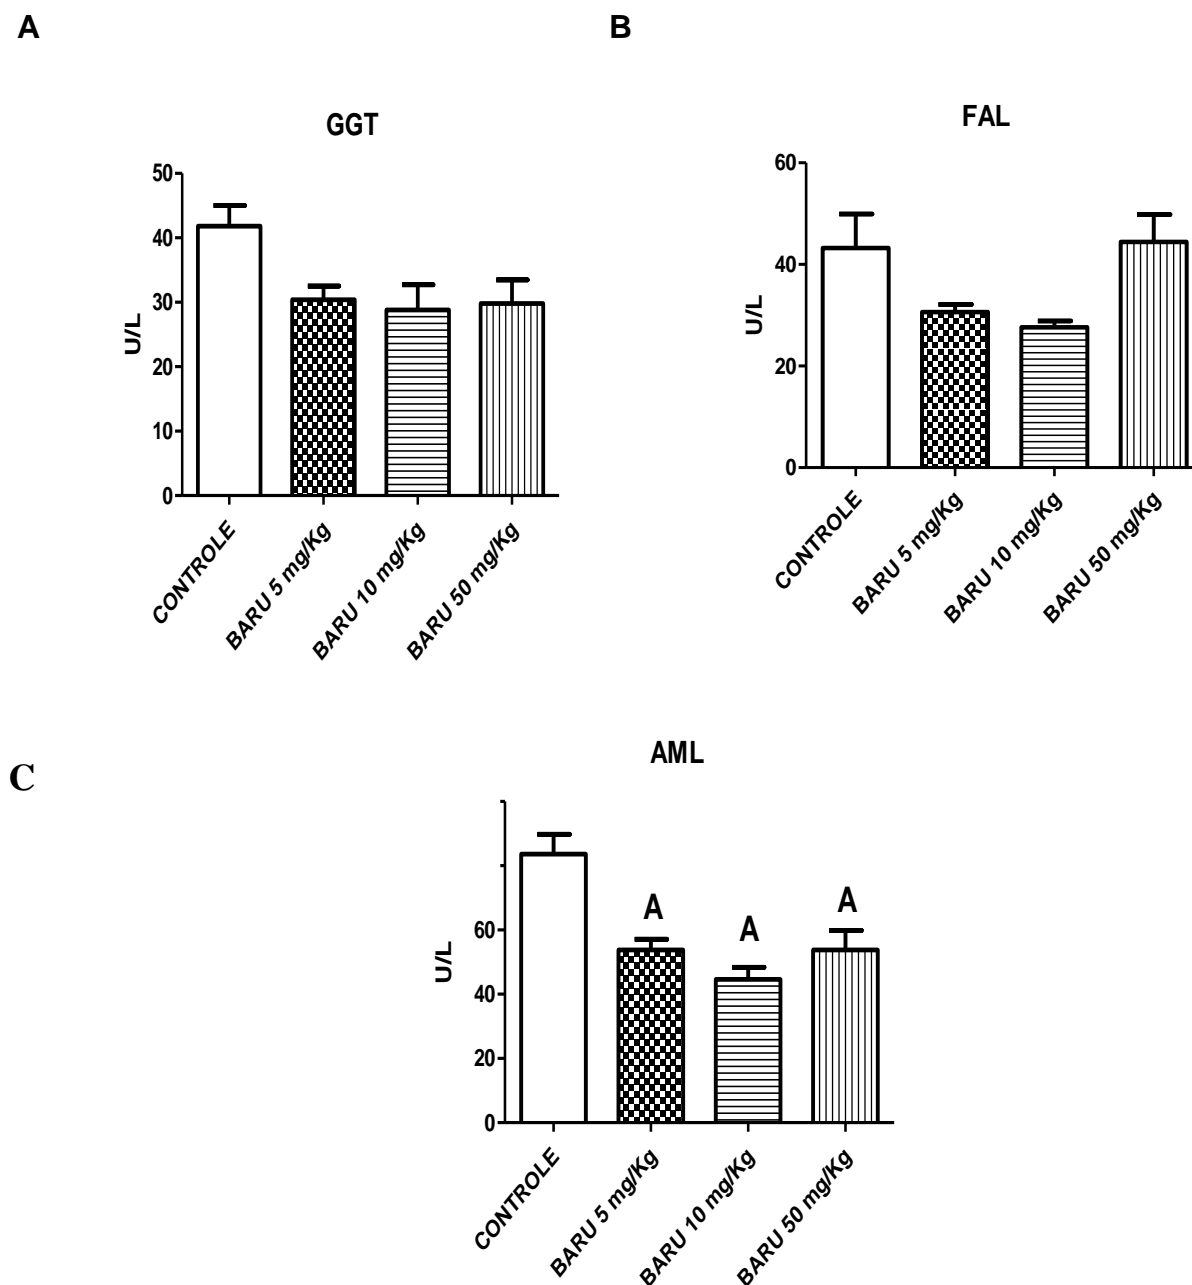 A
B
GGT
50
40
30
20
10
0
U/L
CONTROLE
BARU 5 mg/Kg
BARU 10 mg/Kg
BARU 50 mg/Kg
FAL
60
40
20
0
U/L
CONTROLE
BARU 5 mg/Kg
BARU 10 mg/Kg
BARU 50 mg/Kg
C
AML
60
40
20
0
U/L
A
A
A
CONTROLE
BARU 5 mg/Kg
BARU 10 mg/Kg
BARU 50 mg/Kg